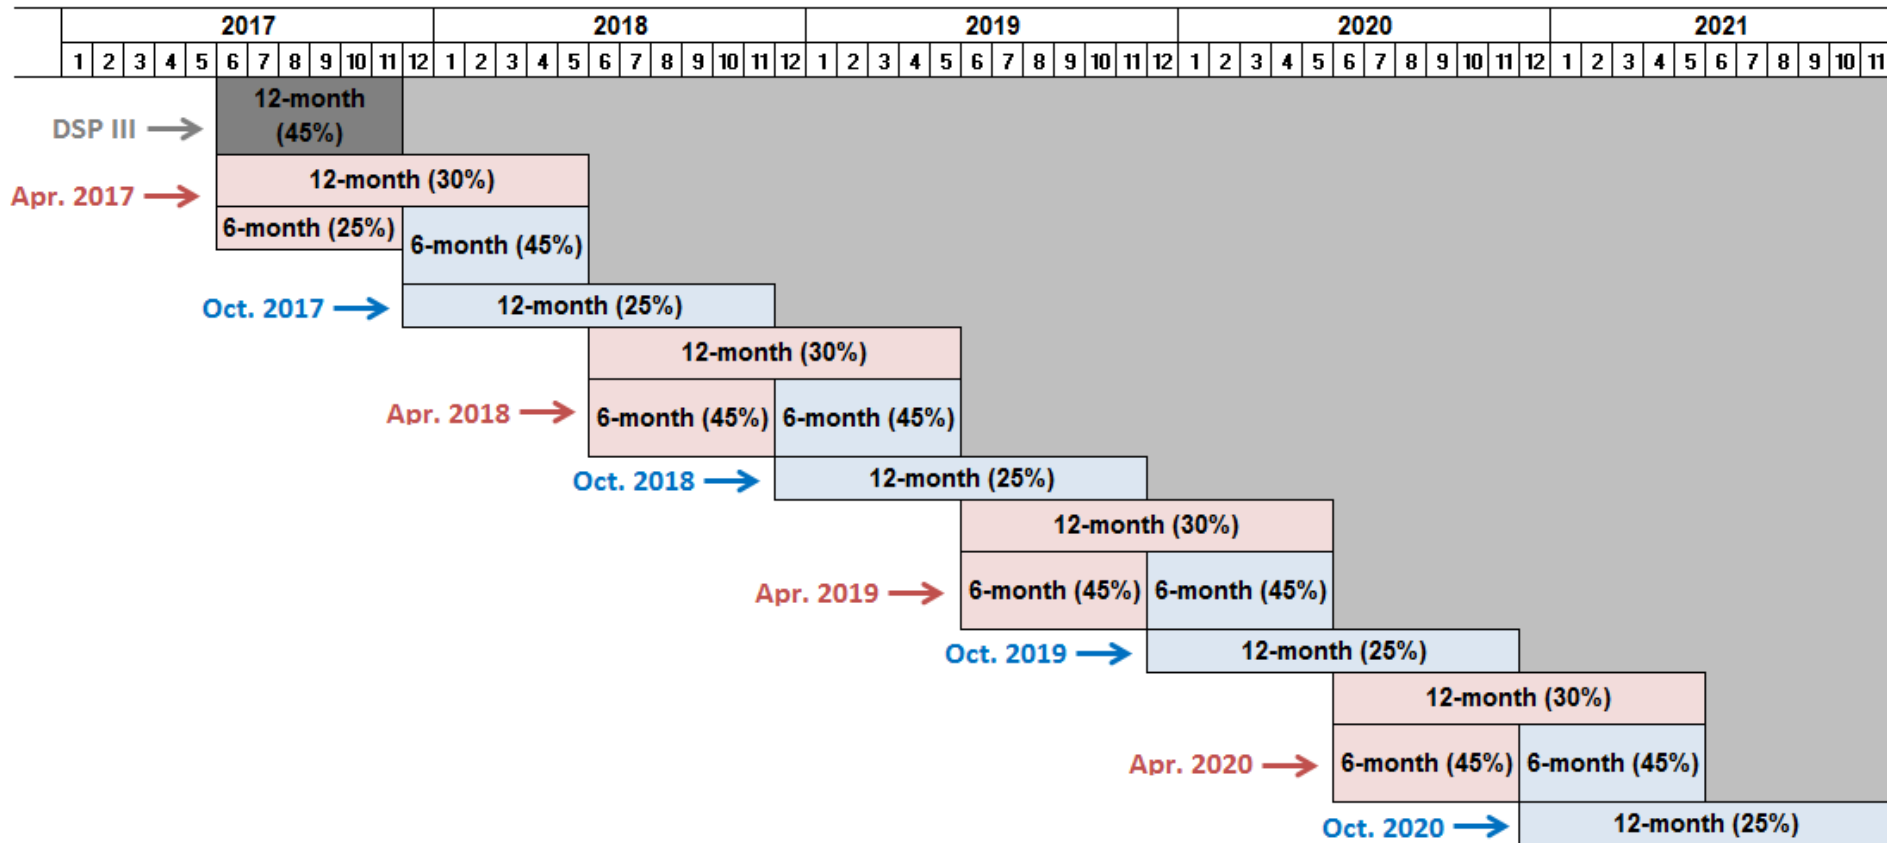 2017 2018 2019 2020 2021
1 2 3 4 5 6 7 8 9 10 11 12 1 2 3 4 5 6 7 8 9 10 11 12 1 2 3 4 5 6 7 8 9 10 11 12 1 2 3 4 5 6 7 8 9 10 11 12 1 2 3 4 5 6 7 8 9 10 11
12-month
(45%)
DSP III
12-month (30%)
Apr. 2017
6-month (25%)
6-month (45%)
Oct. 2017
12-month (25%)
12-month (30%)
Apr. 2018
6-month (45%)
6-month (45%)
Oct. 2018
12-month (25%)
12-month (30%)
Apr. 2019
6-month (45%)
6-month (45%)
Oct. 2019
12-month (25%)
12-month (30%)
Apr. 2020
6-month (45%)
6-month (45%)
Oct. 2020
12-month (25%)